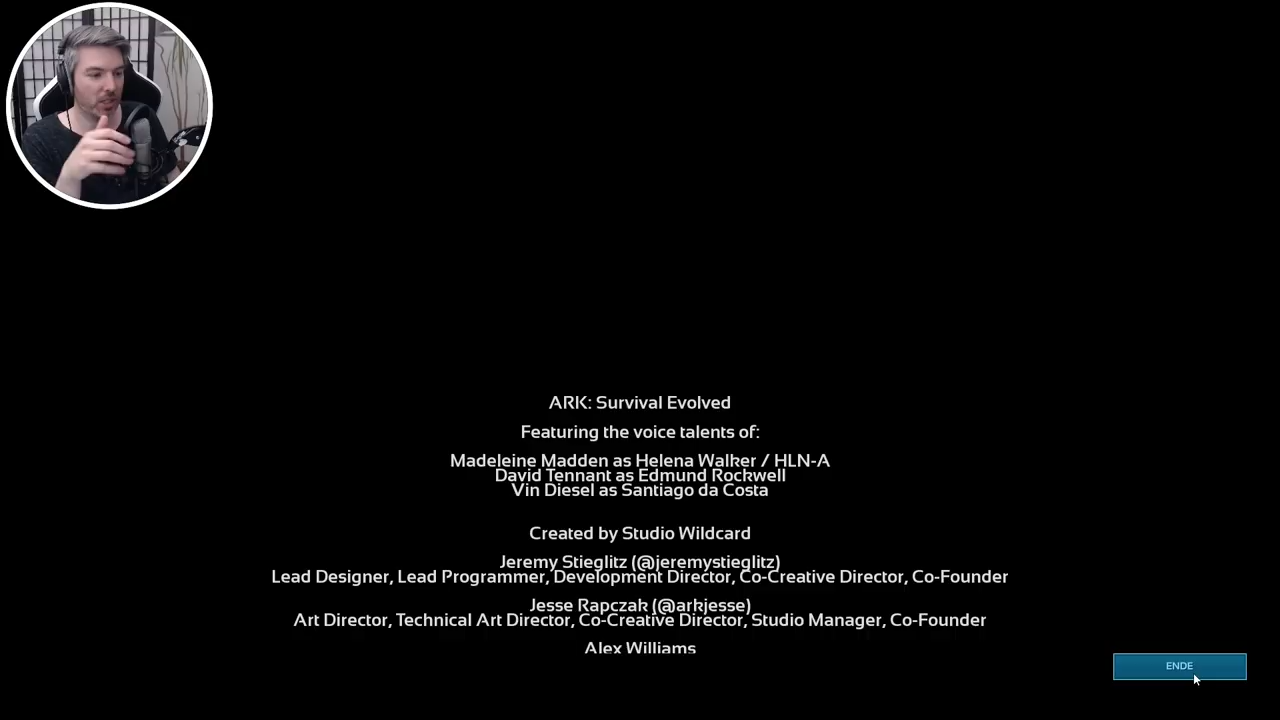 ARK: Survival Evolved
Featuring the voice talents of:
Madeleine Madden as Helena Walker / HLN-A
David Tennant as Edmund Rockwell
Vin Diesel as Santiago da Costa
Created by Studio Wildcard
Jeremy Stieglitz (@jeremystieglitz)
Lead Designer, Lead Programmer, Development Director, Co-Creative Director, Co-Founder
Jesse Rapczak (@arkjesse)
Art Director, Technical Art Director, Co-Creative Director, Studio Manager, Co-Founder
Alex Williams
ENDE